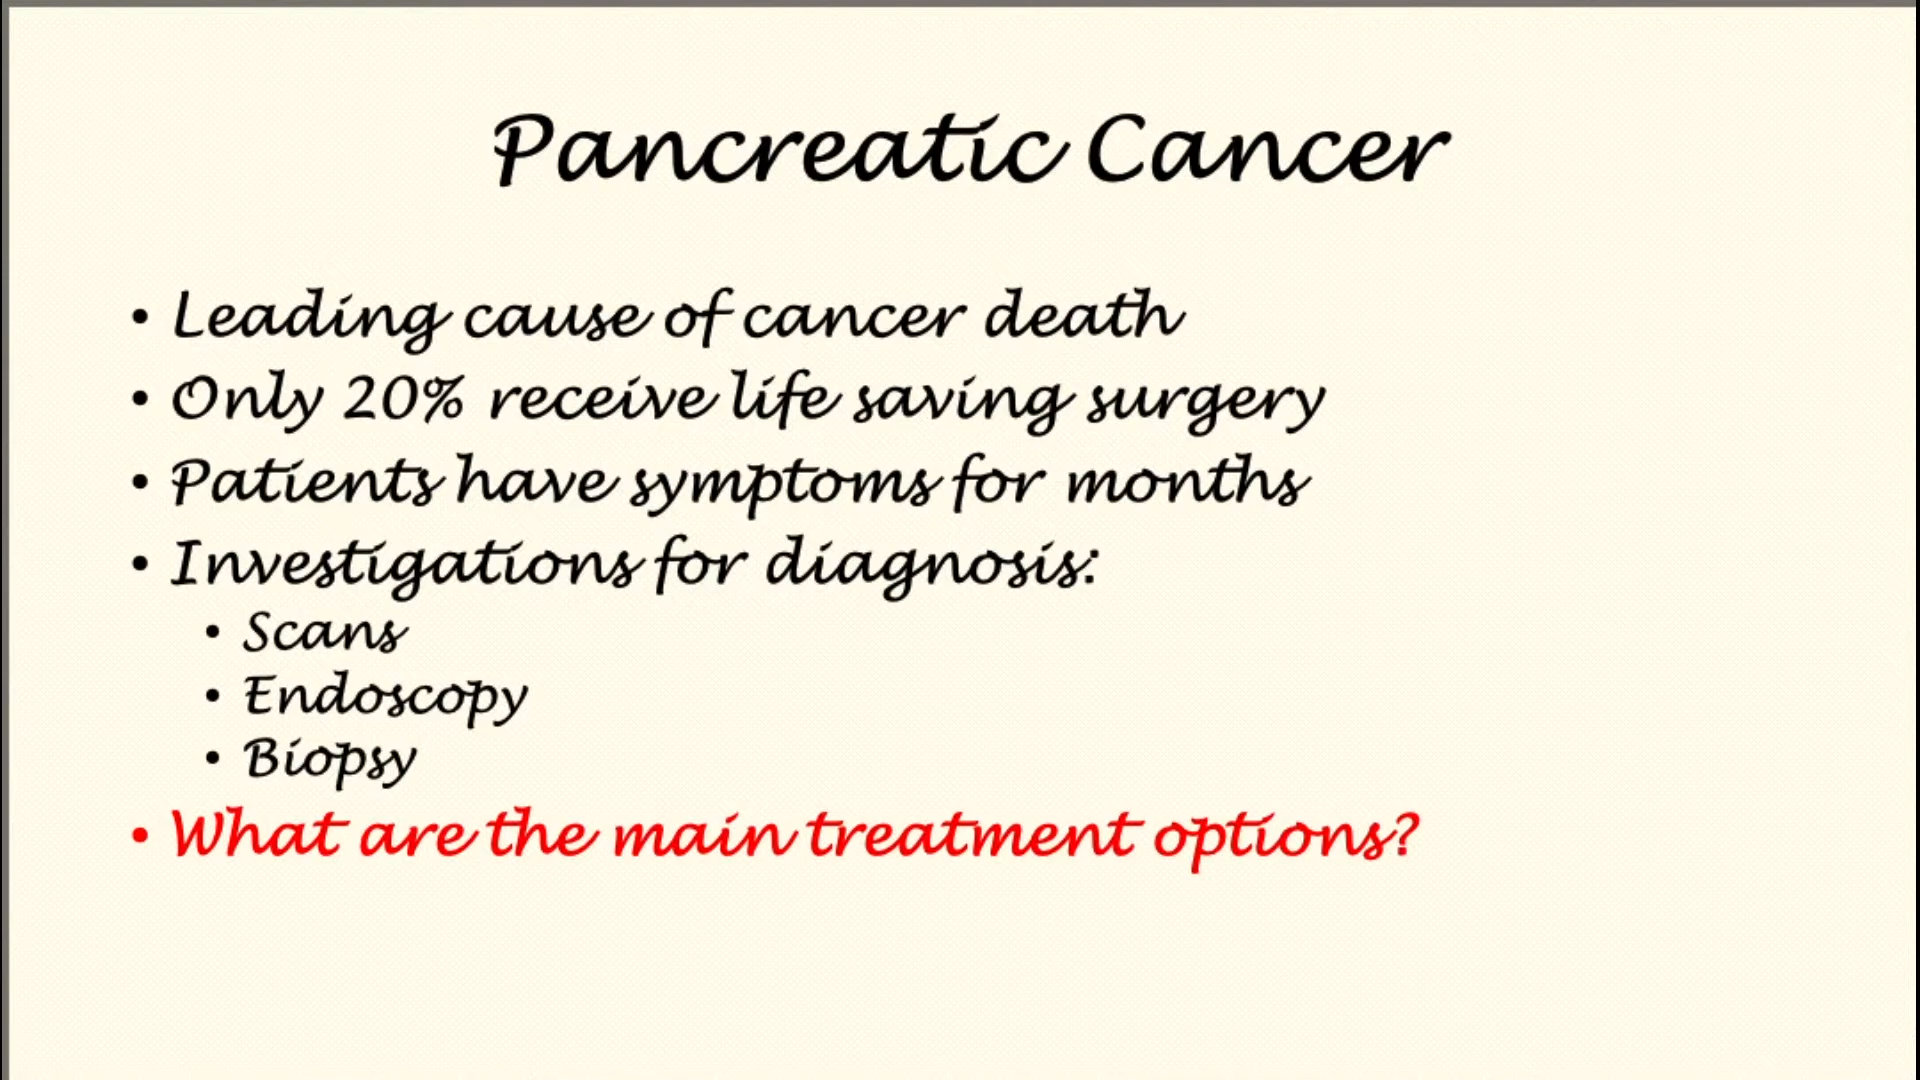 Pancreatic Cancer
• Leading cause of cancer death
• Only 20% receive life saving surgery
• Patients have symptoms for months
• Investigations for diagnosis:
• Scans
• Endoscopy
• Biopsy
• What are the main treatment options?